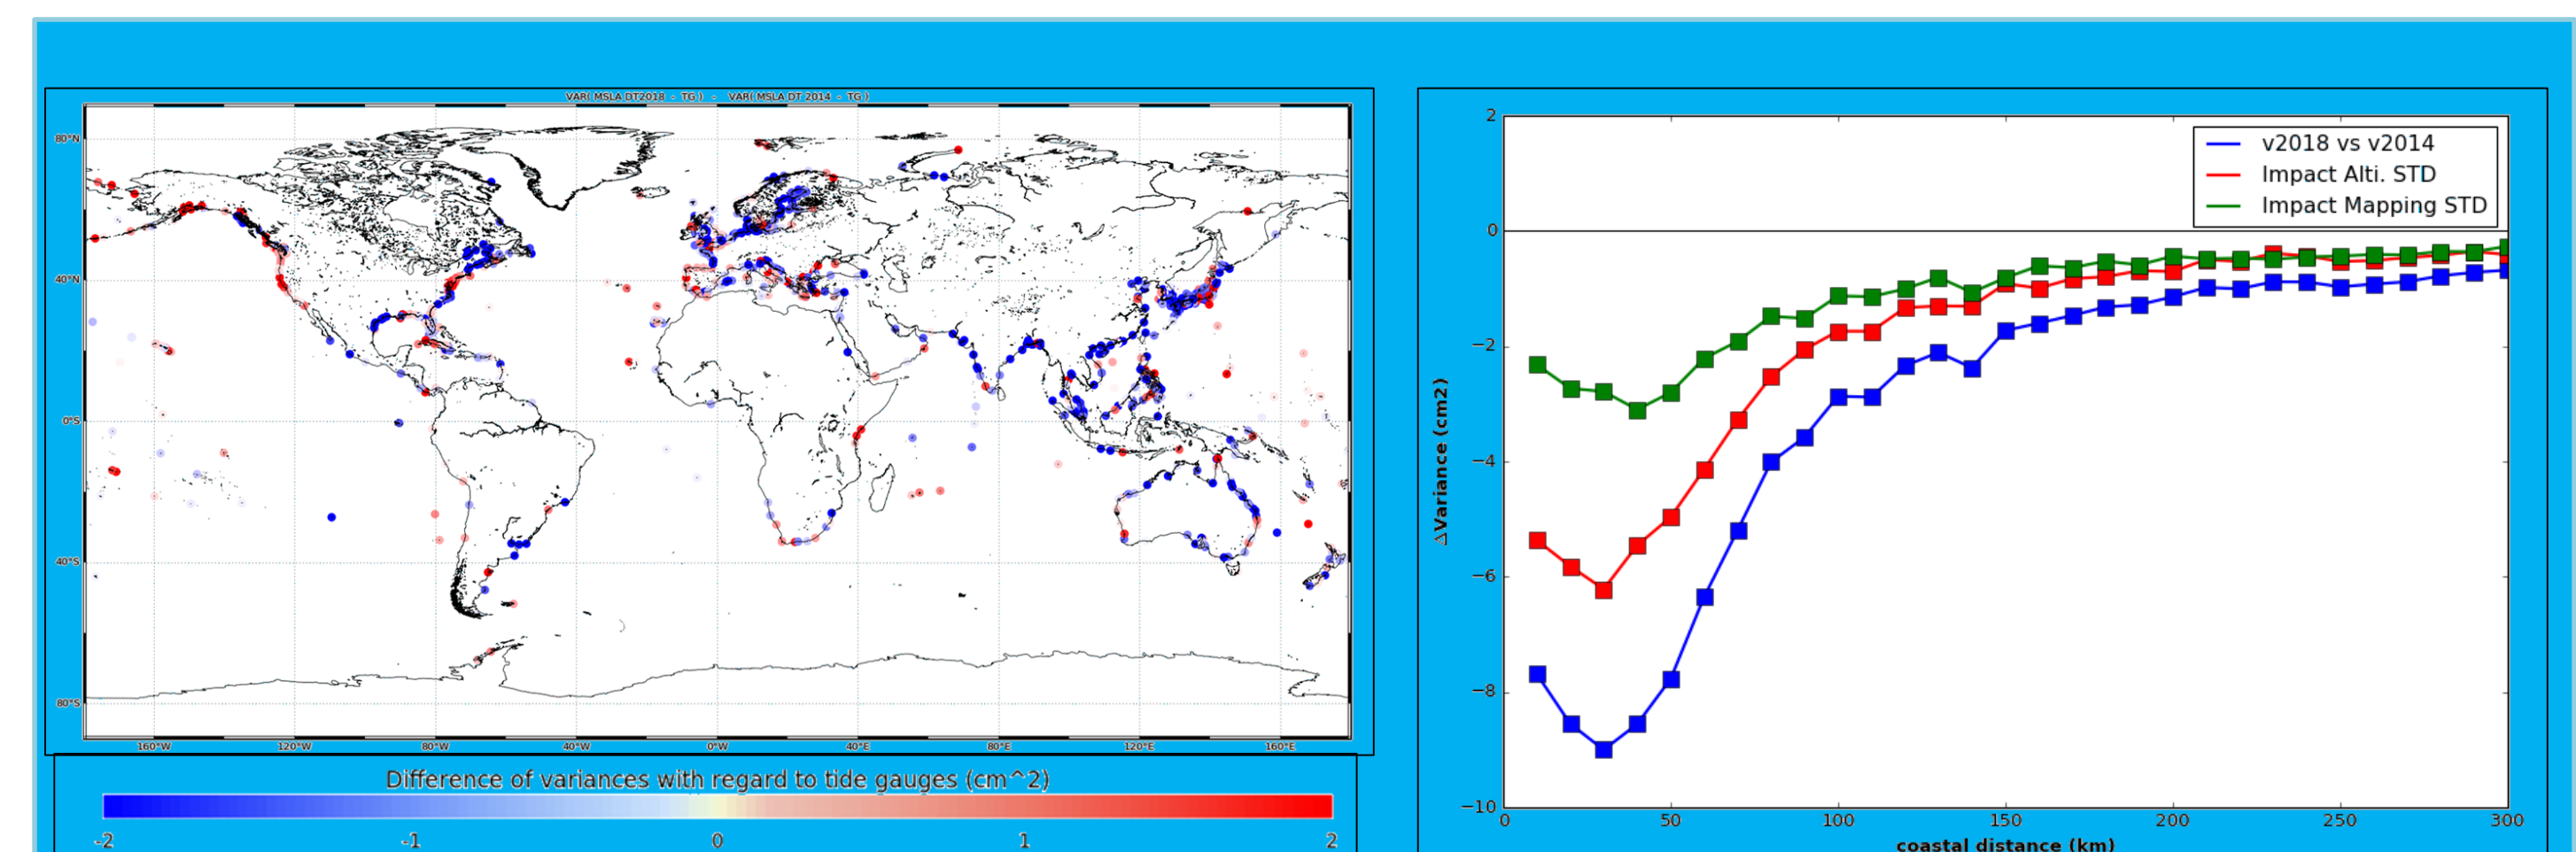 VAR( MSLA DT2018 - TG ) - VAR( MSLA DT 2014 - TG )
80°N
40°N
0°S
40°S
80°S
160°W 120°W 80°W 40°W 0°W 40°E 80°E 120°E 160°E
Difference of variances with regard to tide gauges (cm^2)
-2 -1 0 1 2
v2018 vs v2014
Impact Alti. STD
Impact Mapping STD
2
0
−2
−4
−6
−8
−10
△Variance (cm2)
0 50 100 150 200 250 300
coastal distance (km)